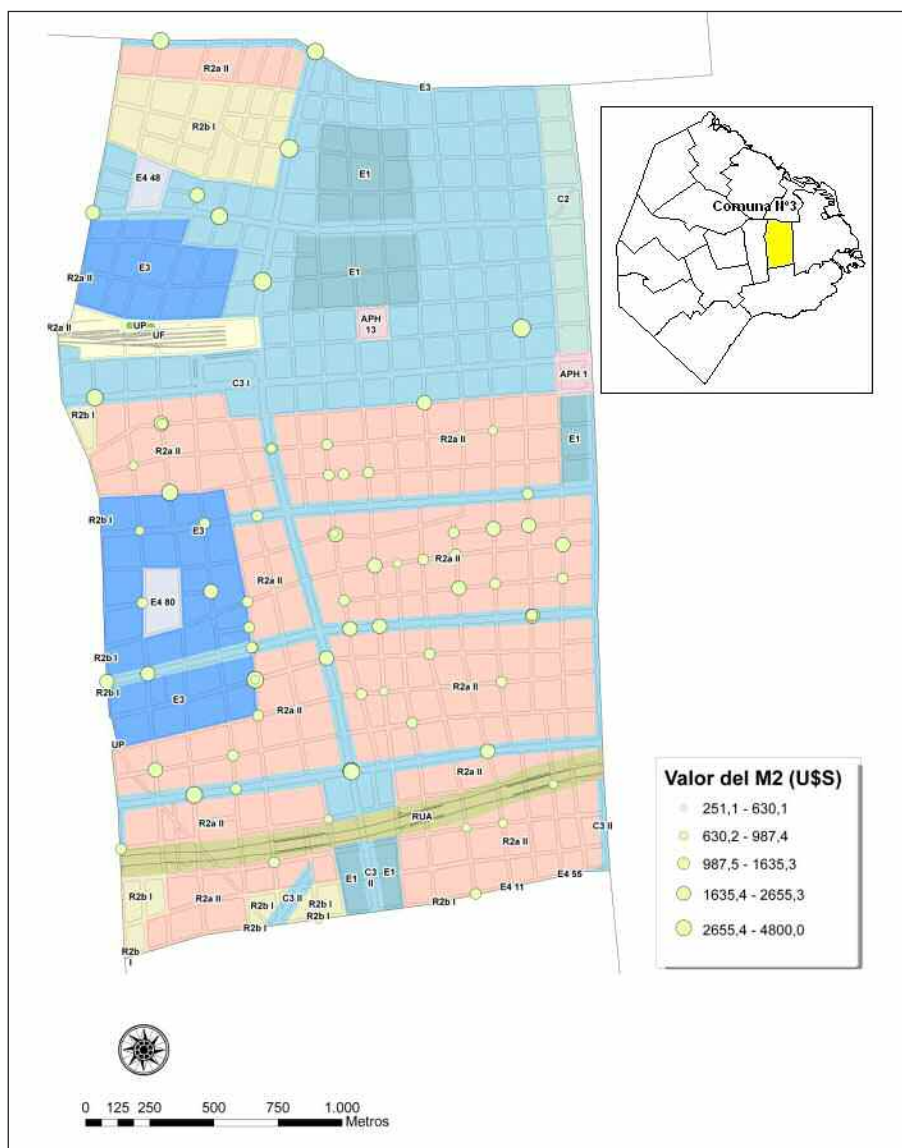 R2a II
E3
R2b I
E1
E4 48
C2
E3
E1
R2a II
APH
13
R2a II
UP
UF
C3 I
APH 1
R2b I
R2a II
R2a II
E1
R2b I
E3
R2a II
R2a II
E4 80
R2b I
R2b I
E3
R2a II
R2a II
UP
R2a II
R2a II
RUA
R2a II
C3 II
R2b I
R2a II
C3 II
R2b I
R2b I
R2b I
E1
C3
II
E1
R2b I
E4 11
E4 55
R2b
I
Comuna Nº3
Valor del M2 (U$S)
251,1 - 630,1
630,2 - 987,4
987,5 - 1635,3
1635,4 - 2655,3
2655,4 - 4800,0
0 125 250 500 750 1.000
Metros